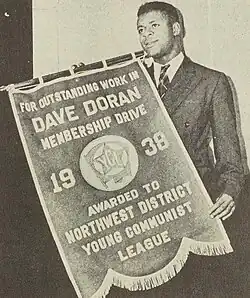 FOR OUTSTANDING WORK IN
DAVE DORAN
MEMBERSHIP DRIVE
19 38
AWARDED TO
NORTHWEST DISTRICT
YOUNG COMMUNIST
LEAGUE